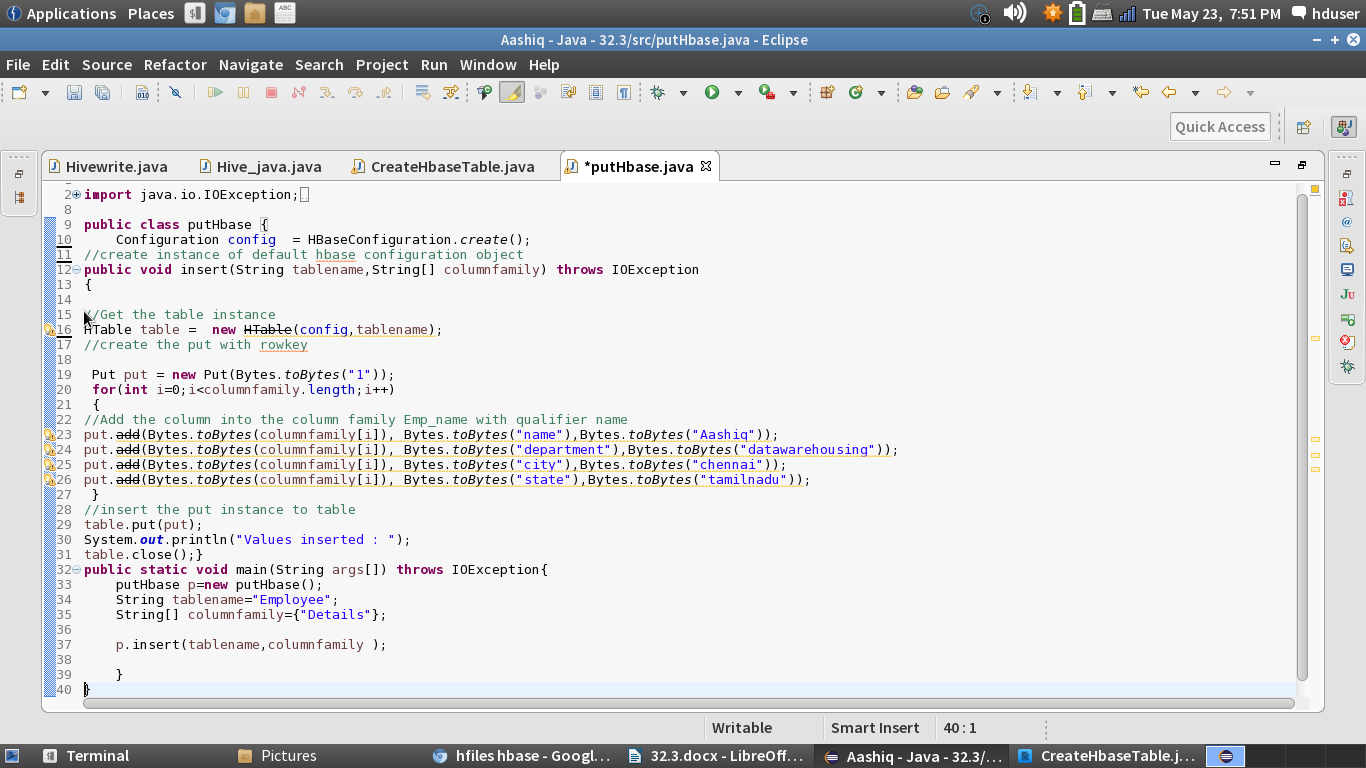 Applications Places Tue May 23, 7:51 PM hduser
Aashiq - Java - 32.3/src/putHbase.java - Eclipse
File Edit Source Refactor Navigate Search Project Run Window Help
Quick Access
Hivewrite.java Hive_java.java CreateHbaseTable.java *putHbase.java
2 import java.io.IOException;
8
9 public class putHbase {
10 Configuration config  = HBaseConfiguration.create();
11 //create instance of default hbase configuration object
12 public void insert(String tablename,String[] columnfamily) throws IOException
13 {
14
15 //Get the table instance
16 HTable table =  new HTable(config,tablename);
17 //create the put with rowkey
18
19 Put put = new Put(Bytes.toBytes("1"));
20 for(int i=0;i<columnfamily.length;i++)
21 {
22 //Add the column into the column family Emp_name with qualifier name
23 put.add(Bytes.toBytes(columnfamily[i]), Bytes.toBytes("name"),Bytes.toBytes("Aashiq"));
24 put.add(Bytes.toBytes(columnfamily[i]), Bytes.toBytes("department"),Bytes.toBytes("datawarehousing"));
25 put.add(Bytes.toBytes(columnfamily[i]), Bytes.toBytes("city"),Bytes.toBytes("chennai"));
26 put.add(Bytes.toBytes(columnfamily[i]), Bytes.toBytes("state"),Bytes.toBytes("tamilnadu"));
27 }
28 //insert the put instance to table
29 table.put(put);
30 System.out.println("Values inserted : ");
31 table.close();}
32 public static void main(String args[]) throws IOException{
33 putHbase p=new putHbase();
34 String tablename="Employee";
35 String[] columnfamily={"Details"};
36
37 p.insert(tablename,columnfamily );
38
39 }
40 }
Writable Smart Insert 40 : 1
Terminal Pictures hfiles hbase - Googl... 32.3.docx - LibreOff... Aashiq - Java - 32.3/... CreateHbaseTable.j...